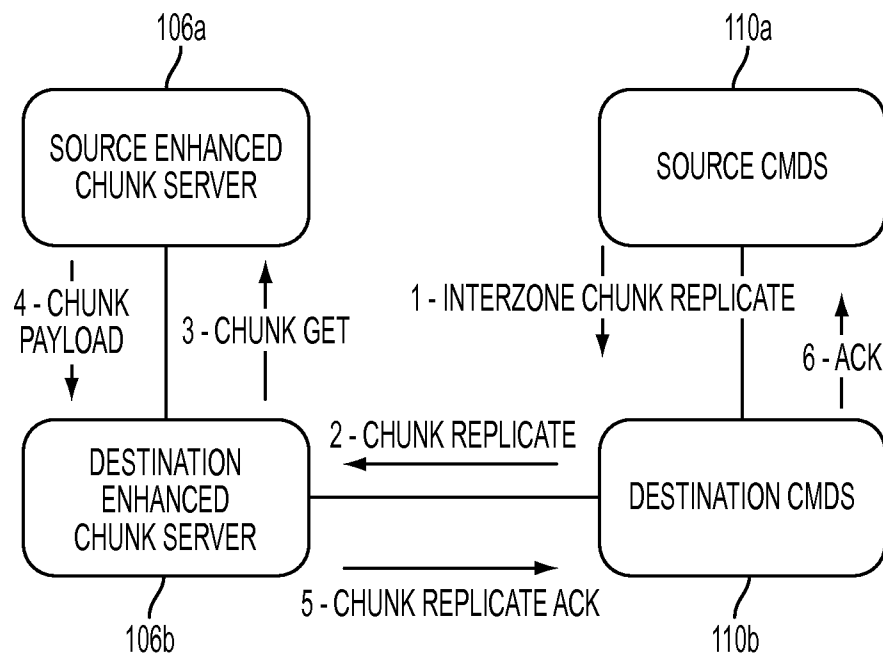 106a
110a
SOURCE ENHANCED
CHUNK SERVER
SOURCE CMDS
4 - CHUNK
PAYLOAD
3 - CHUNK GET
1 - INTERZONE CHUNK REPLICATE
6 - ACK
2 - CHUNK REPLICATE
DESTINATION
ENHANCED
CHUNK SERVER
DESTINATION CMDS
5 - CHUNK REPLICATE ACK
106b
110b